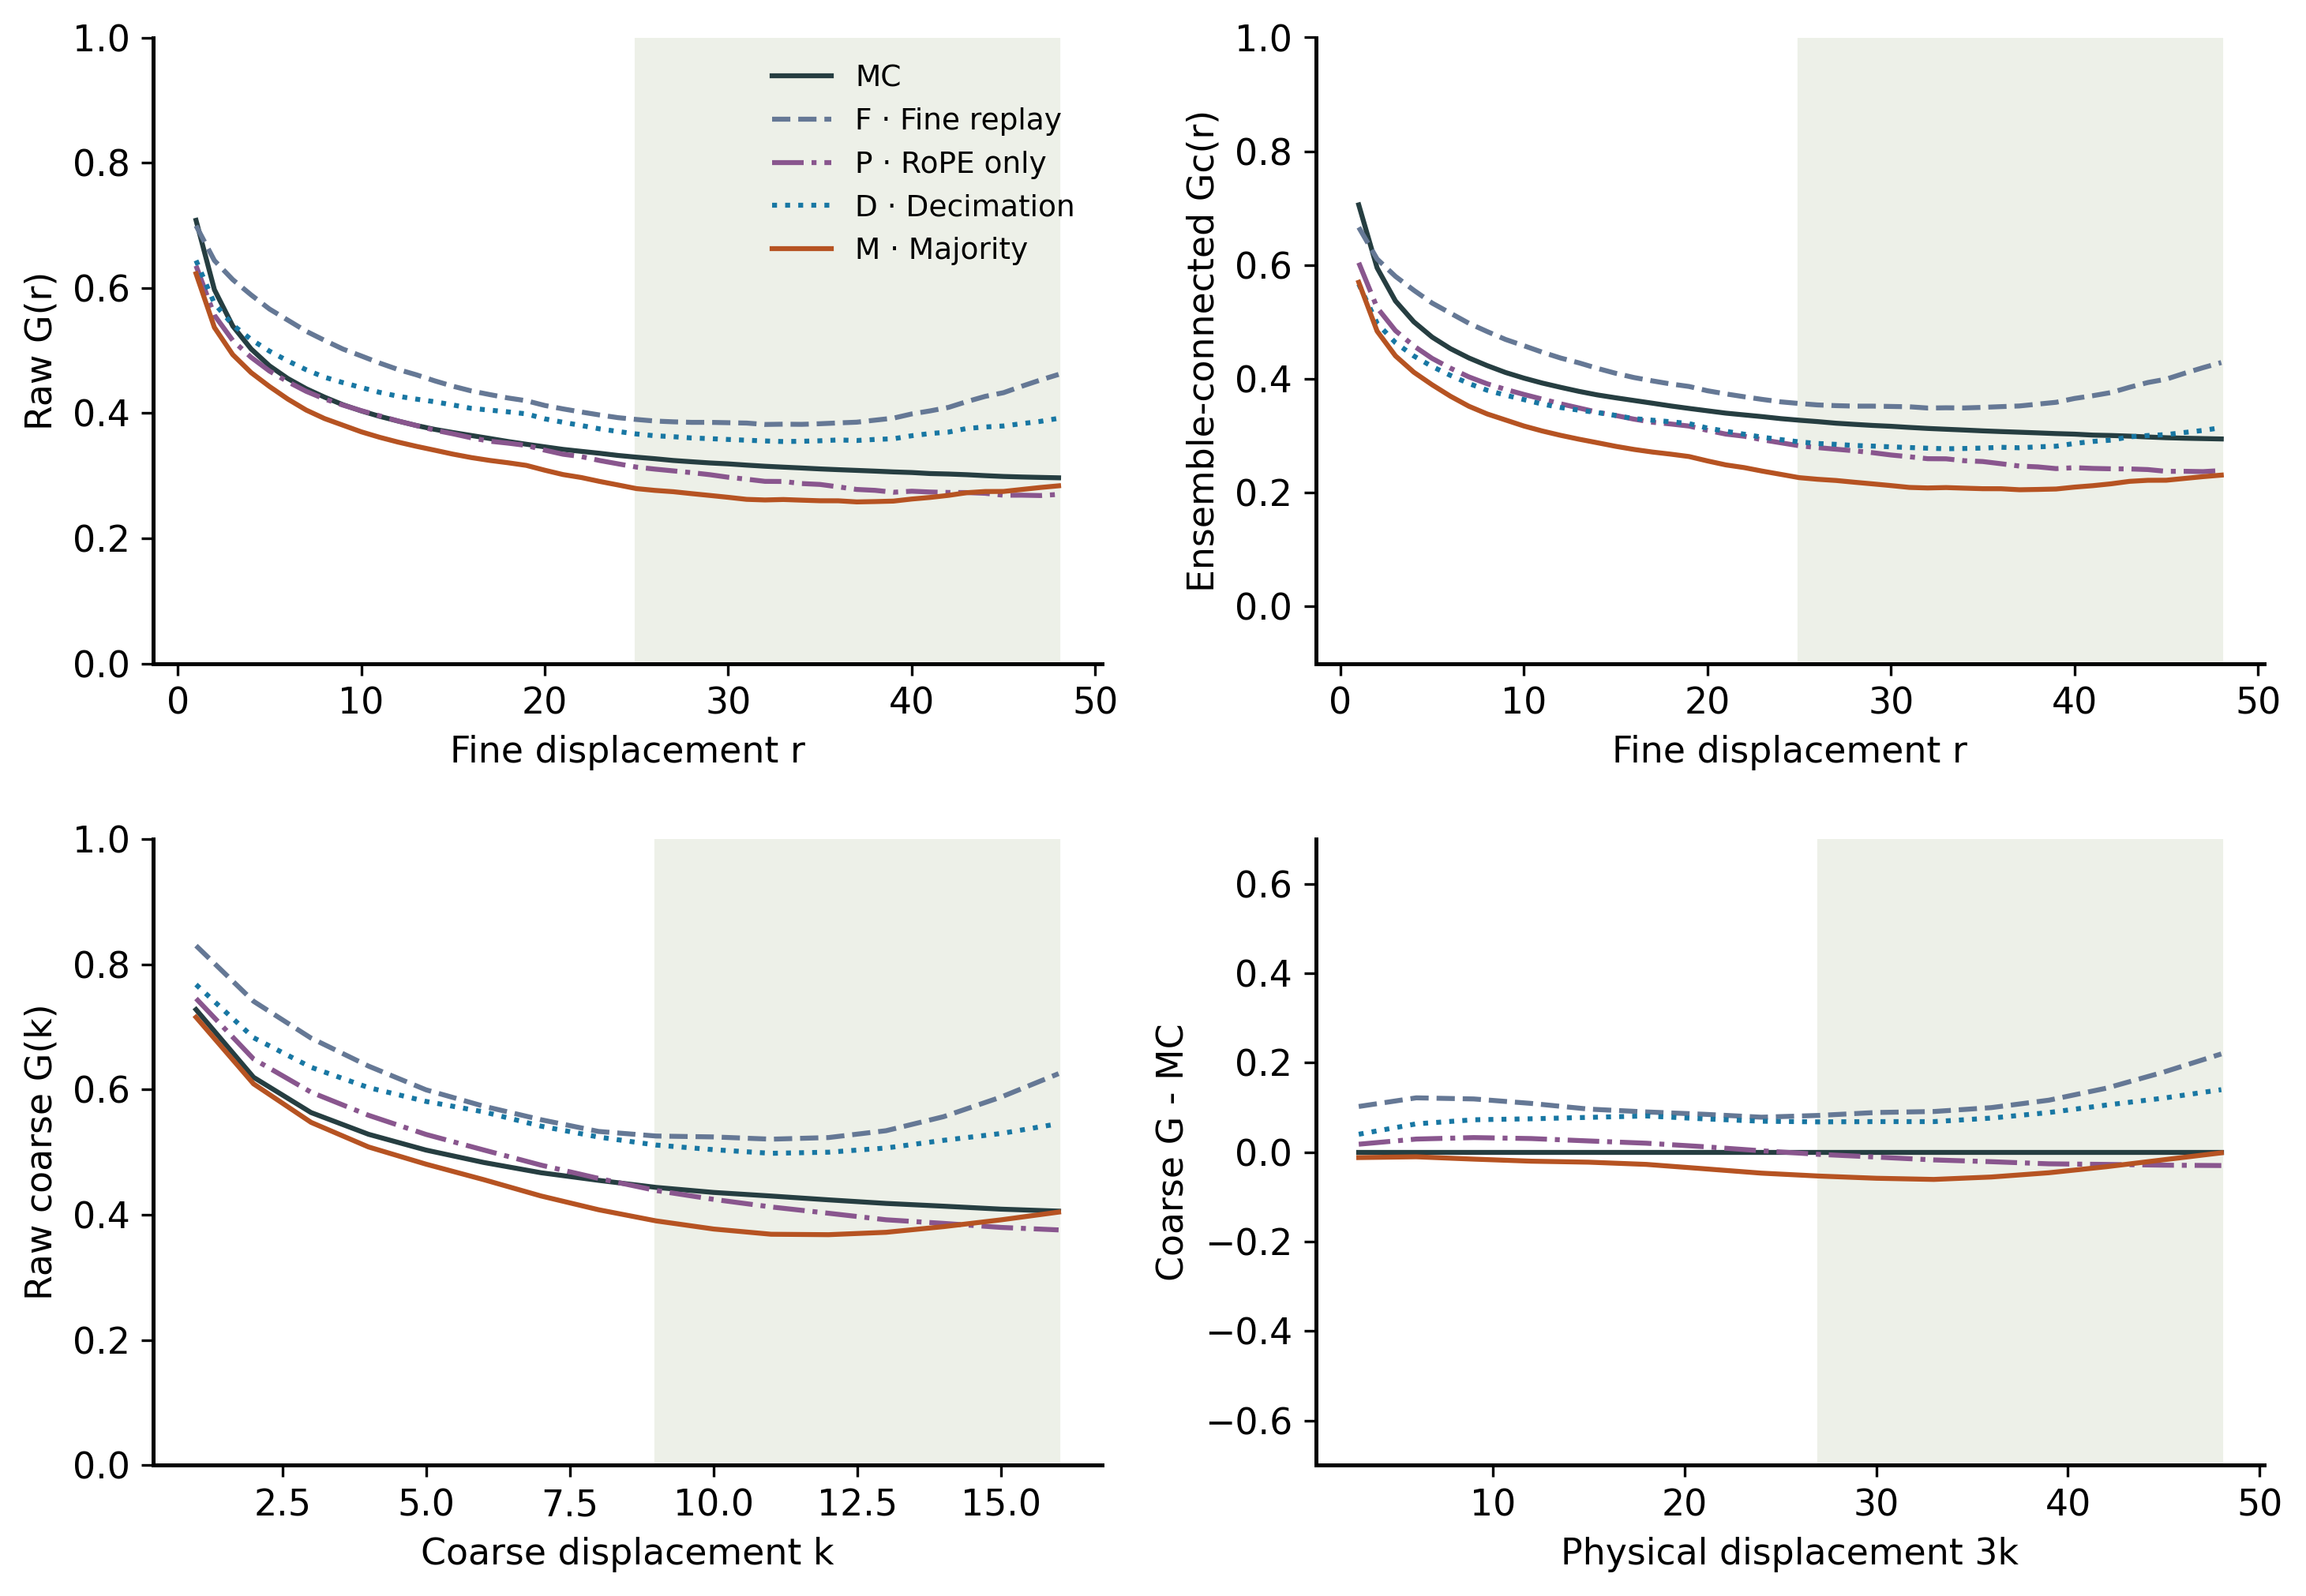 1.0
0.8
0.6
0.4
0.2
0.0
Raw G(r)
MC
F · Fine replay
P · RoPE only
D · Decimation
M · Majority
0 10 20 30 40 50
Fine displacement r
1.0
0.8
0.6
0.4
0.2
0.0
Ensemble-connected Gc(r)
0 10 20 30 40 50
Fine displacement r
1.0
0.8
0.6
0.4
0.2
0.0
Raw coarse G(k)
2.5 5.0 7.5 10.0 12.5 15.0
Coarse displacement k
0.6
0.4
0.2
0.0
−0.2
−0.4
−0.6
Coarse G - MC
10 20 30 40 50
Physical displacement 3k